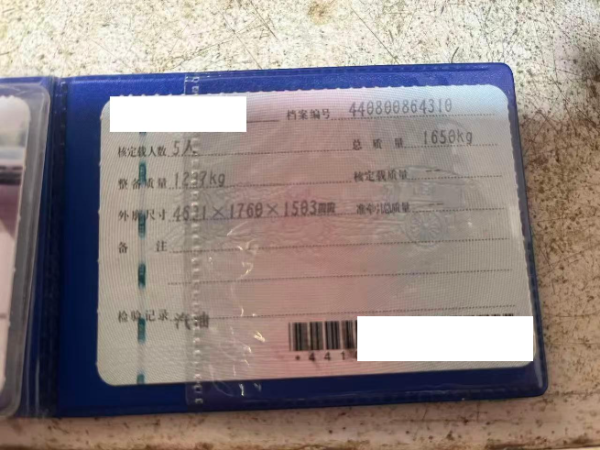 档案编号 440800864310
核定载人数 5人 总质量 1650kg
整备质量 1237kg 核定载质量 --
外廓尺寸 4631×1760×1503mm 准牵引总质量 --
备注
检验记录 汽油
*441